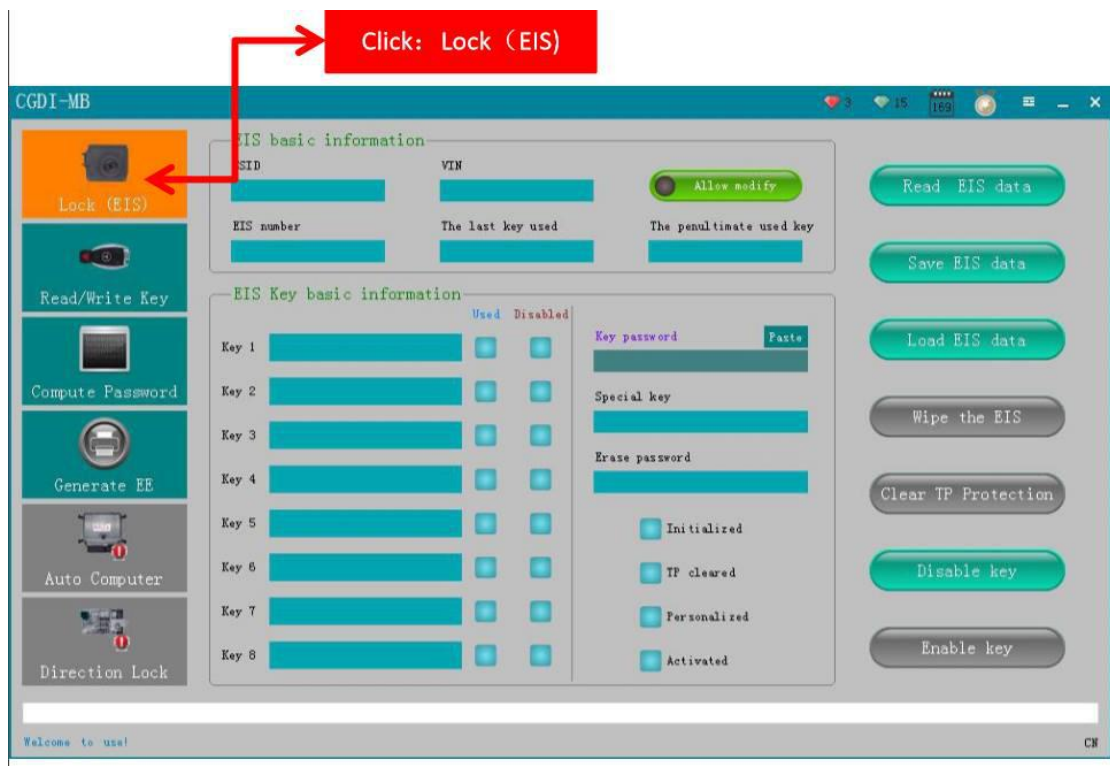 Click: Lock（EIS)
CGDI-MB
3
15
169
Lock (EIS)
Read/Write Key
Compute Password
Generate EE
Auto Computer
Direction Lock
EIS basic information
SSID
VIN
Allow modify
EIS number
The last key used
The penultimate used key
EIS Key basic information
Used Disabled
Key 1
Key 2
Key 3
Key 4
Key 5
Key 6
Key 7
Key 8
Key password
Paste
Special key
Erase password
Initialized
TP cleared
Personalized
Activated
Read EIS data
Save EIS data
Load EIS data
Wipe the EIS
Clear TP Protection
Disable key
Enable key
Welcome to use!
CN